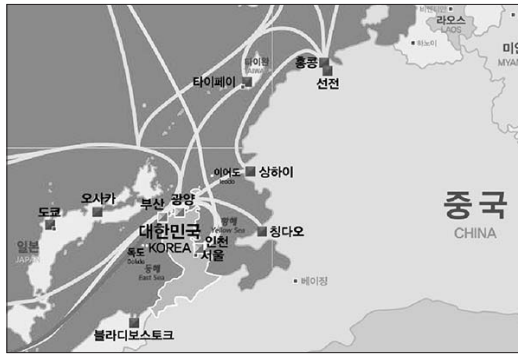 비엔티안
라오스
LAOS
하노이
미얀
MYAN
타이완
TAIWAN
홍콩
선전
타이페이
이어도
Ieodo
상하이
중국
CHINA
도쿄
오사카
부산
광양
황해
Yellow Sea
칭다오
일본
JAPAN
대한민국
KOREA
인천
서울
독도
Dokdo
동해
East Sea
베이징
블라디보스토크